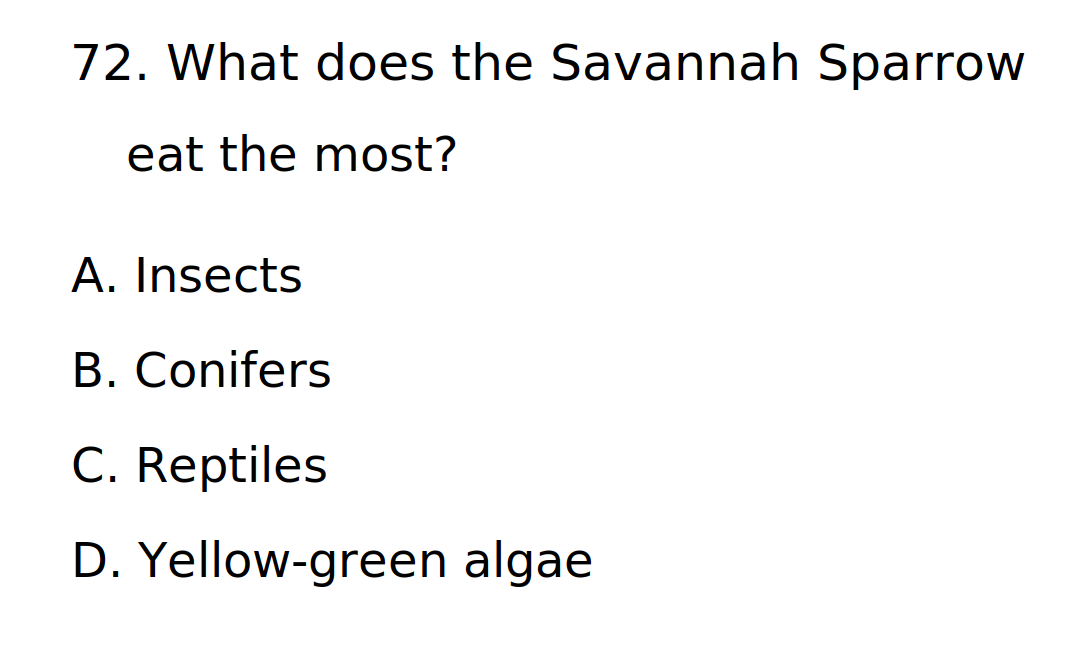 72. What does the Savannah Sparrow
eat the most?
A. Insects
B. Conifers
C. Reptiles
D. Yellow-green algae